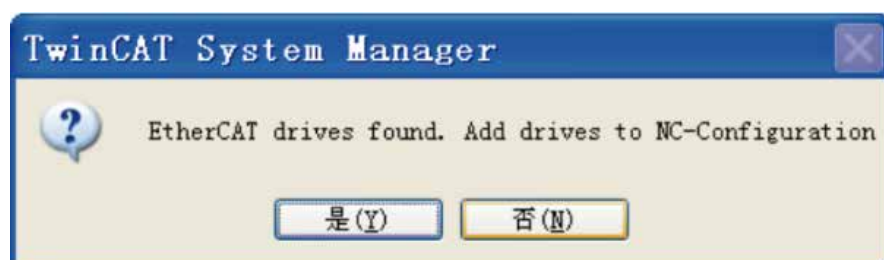 TwinCAT System Manager
EtherCAT drives found. Add drives to NC-Configuration
是(Y) 否(N)